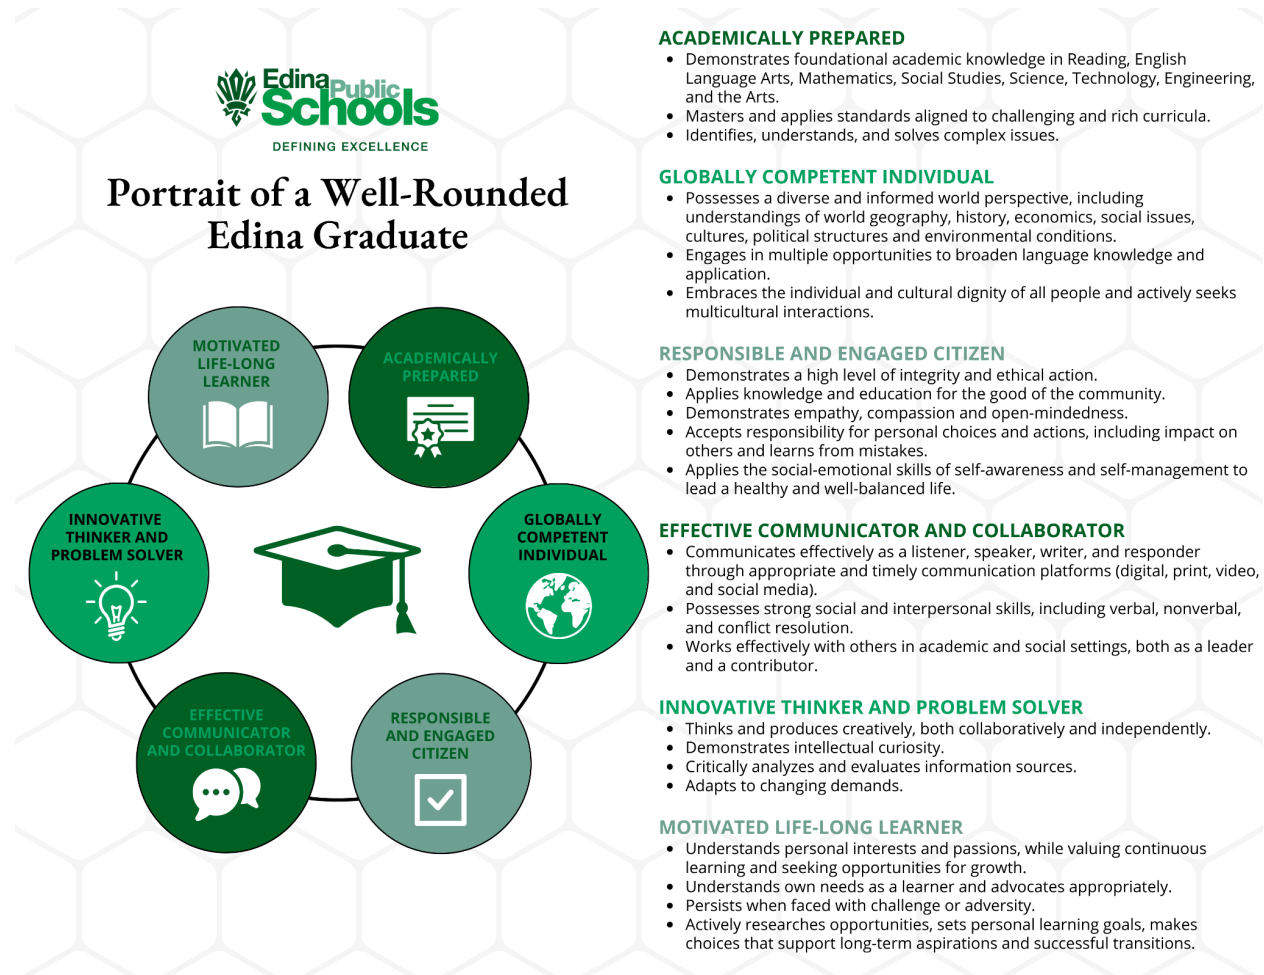 Edina Public
Schools
DEFINING EXCELLENCE
Portrait of a Well-Rounded
Edina Graduate
MOTIVATED
LIFE-LONG
LEARNER
ACADEMICALLY
PREPARED
INNOVATIVE
THINKER AND
PROBLEM SOLVER
GLOBALLY
COMPETENT
INDIVIDUAL
EFFECTIVE
COMMUNICATOR
AND COLLABORATOR
RESPONSIBLE
AND ENGAGED
CITIZEN
ACADEMICALLY PREPARED
• Demonstrates foundational academic knowledge in Reading, English
Language Arts, Mathematics, Social Studies, Science, Technology, Engineering,
and the Arts.
• Masters and applies standards aligned to challenging and rich curricula.
• Identifies, understands, and solves complex issues.
GLOBALLY COMPETENT INDIVIDUAL
• Possesses a diverse and informed world perspective, including
understandings of world geography, history, economics, social issues,
cultures, political structures and environmental conditions.
• Engages in multiple opportunities to broaden language knowledge and
application.
• Embraces the individual and cultural dignity of all people and actively seeks
multicultural interactions.
RESPONSIBLE AND ENGAGED CITIZEN
• Demonstrates a high level of integrity and ethical action.
• Applies knowledge and education for the good of the community.
• Demonstrates empathy, compassion and open-mindedness.
• Accepts responsibility for personal choices and actions, including impact on
others and learns from mistakes.
• Applies the social-emotional skills of self-awareness and self-management to
lead a healthy and well-balanced life.
EFFECTIVE COMMUNICATOR AND COLLABORATOR
• Communicates effectively as a listener, speaker, writer, and responder
through appropriate and timely communication platforms (digital, print, video,
and social media).
• Possesses strong social and interpersonal skills, including verbal, nonverbal,
and conflict resolution.
• Works effectively with others in academic and social settings, both as a leader
and a contributor.
INNOVATIVE THINKER AND PROBLEM SOLVER
• Thinks and produces creatively, both collaboratively and independently.
• Demonstrates intellectual curiosity.
• Critically analyzes and evaluates information sources.
• Adapts to changing demands.
MOTIVATED LIFE-LONG LEARNER
• Understands personal interests and passions, while valuing continuous
learning and seeking opportunities for growth.
• Understands own needs as a learner and advocates appropriately.
• Persists when faced with challenge or adversity.
• Actively researches opportunities, sets personal learning goals, makes
choices that support long-term aspirations and successful transitions.